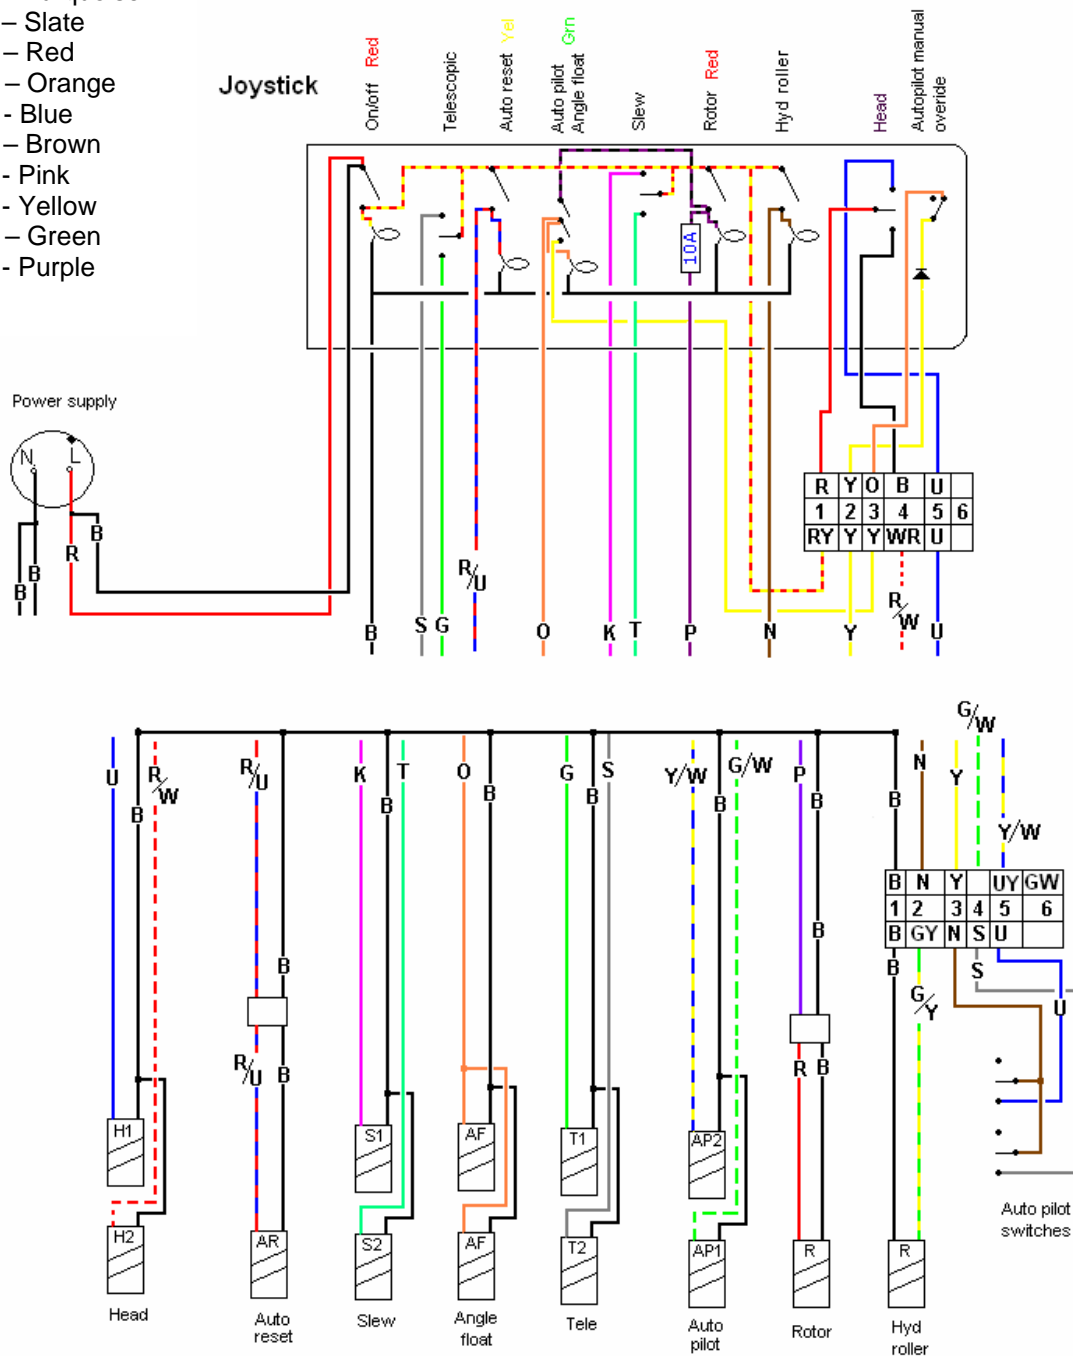 – Slate
– Red
– Orange
- Blue
– Brown
- Pink
- Yellow
– Green
- Purple
Joystick
On/off Red
Telescopic
Auto reset Yel
Auto pilot
Angle float Grn
Slew
Rotor Red
Hyd roller
Head
Autopilot manual
overide
10A
Power supply
N L
R Y O B U
1 2 3 4 5 6
RY Y Y WR U
B
R
B
B
R/U
R/W
B S G O K T P N Y U
G/W
U R/W B R/U B K B T O B G B S Y/W B G/W P B B N Y Y/W
B N Y UY GW
1 2 3 4 5 6
B GY N S U
B
B
B
S
G/Y
U
R/U B
R B
H1
S1
AF
T1
AP2
H2
AR
S2
AF
T2
AP1
R
R
Auto pilot
switches
Head
Auto
reset
Slew
Angle
float
Tele
Auto
pilot
Rotor
Hyd
roller